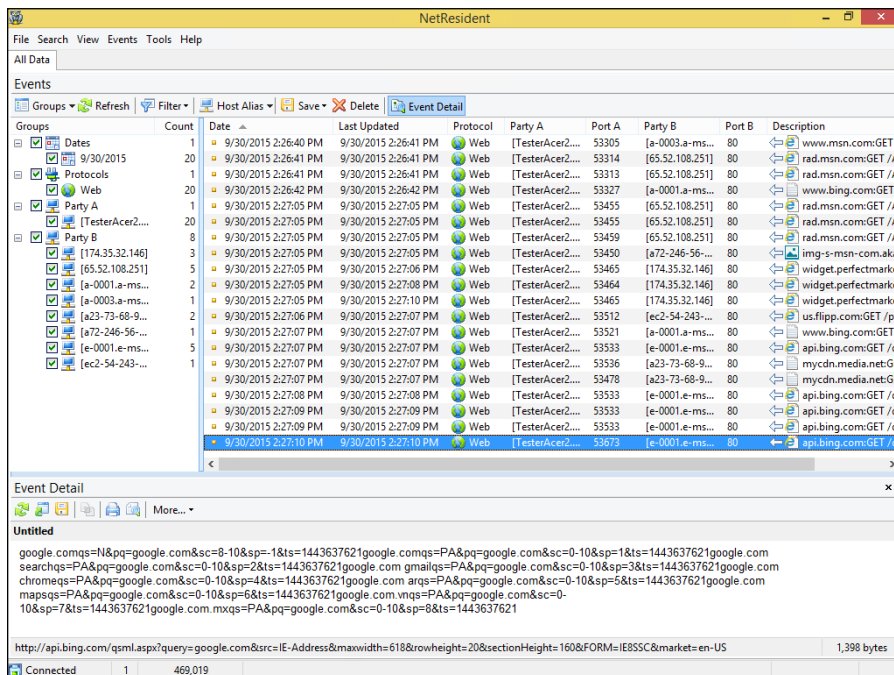 NetResident
File Search View Events Tools Help
All Data
Events
Groups Refresh Filter Host Alias Save Delete Event Detail
Groups Count Date Last Updated Protocol Party A Port A Party B Port B Description
Dates 1 9/30/2015 2:26:40 PM 9/30/2015 2:26:41 PM Web [TesterAcer2.... 53305 [a-0003.a-ms... 80 www.msn.com:GET
9/30/2015 20 9/30/2015 2:26:41 PM 9/30/2015 2:26:41 PM Web [TesterAcer2.... 53314 [65.52.108.251] 80 rad.msn.com:GET /A
Protocols 1 9/30/2015 2:26:41 PM 9/30/2015 2:26:41 PM Web [TesterAcer2.... 53313 [65.52.108.251] 80 rad.msn.com:GET /A
Web 20 9/30/2015 2:26:42 PM 9/30/2015 2:26:42 PM Web [TesterAcer2.... 53327 [a-0001.a-ms... 80 www.bing.com:GET
Party A 1 9/30/2015 2:27:05 PM 9/30/2015 2:27:05 PM Web [TesterAcer2.... 53455 [65.52.108.251] 80 rad.msn.com:GET /A
[TesterAcer2.... 20 9/30/2015 2:27:05 PM 9/30/2015 2:27:05 PM Web [TesterAcer2.... 53455 [65.52.108.251] 80 rad.msn.com:GET /A
Party B 8 9/30/2015 2:27:05 PM 9/30/2015 2:27:05 PM Web [TesterAcer2.... 53459 [65.52.108.251] 80 rad.msn.com:GET /A
[174.35.32.146] 3 9/30/2015 2:27:05 PM 9/30/2015 2:27:05 PM Web [TesterAcer2.... 53450 [a72-246-56-... 80 img-s-msn-com.aka
[65.52.108.251] 5 9/30/2015 2:27:05 PM 9/30/2015 2:27:06 PM Web [TesterAcer2.... 53465 [174.35.32.146] 80 widget.perfectmarke
[a-0001.a-ms... 2 9/30/2015 2:27:05 PM 9/30/2015 2:27:08 PM Web [TesterAcer2.... 53464 [174.35.32.146] 80 widget.perfectmarke
[a-0003.a-ms... 1 9/30/2015 2:27:05 PM 9/30/2015 2:27:10 PM Web [TesterAcer2.... 53465 [174.35.32.146] 80 widget.perfectmarke
[a23-73-68-9... 2 9/30/2015 2:27:06 PM 9/30/2015 2:27:07 PM Web [TesterAcer2.... 53512 [ec2-54-243-... 80 us.flipp.com:GET /p
[a72-246-56-... 1 9/30/2015 2:27:07 PM 9/30/2015 2:27:07 PM Web [TesterAcer2.... 53521 [a-0001.a-ms... 80 www.bing.com:GET
[e-0001.e-ms... 5 9/30/2015 2:27:07 PM 9/30/2015 2:27:07 PM Web [TesterAcer2.... 53533 [e-0001.e-ms... 80 api.bing.com:GET /
[ec2-54-243-... 1 9/30/2015 2:27:07 PM 9/30/2015 2:27:07 PM Web [TesterAcer2.... 53536 [a23-73-68-9... 80 mycdn.media.net:G
9/30/2015 2:27:07 PM 9/30/2015 2:27:07 PM Web [TesterAcer2.... 53478 [a23-73-68-9... 80 mycdn.media.net:G
9/30/2015 2:27:08 PM 9/30/2015 2:27:08 PM Web [TesterAcer2.... 53533 [e-0001.e-ms... 80 api.bing.com:GET /
9/30/2015 2:27:09 PM 9/30/2015 2:27:09 PM Web [TesterAcer2.... 53533 [e-0001.e-ms... 80 api.bing.com:GET /
9/30/2015 2:27:09 PM 9/30/2015 2:27:09 PM Web [TesterAcer2.... 53533 [e-0001.e-ms... 80 api.bing.com:GET /
9/30/2015 2:27:10 PM 9/30/2015 2:27:10 PM Web [TesterAcer2.... 53673 [e-0001.e-ms... 80 api.bing.com:GET /
Event Detail
More...
Untitled
google.comqs=N&pq=google.com&sc=8-10&sp=-1&ts=1443637621google.comqs=PA&pq=google.com&sc=0-10&sp=1&ts=1443637621google.com
searchqs=PA&pq=google.com&sc=0-10&sp=2&ts=1443637621google.com gmailqs=PA&pq=google.com&sc=0-10&sp=3&ts=1443637621google.com
chromeqs=PA&pq=google.com&sc=0-10&sp=4&ts=1443637621google.com arqs=PA&pq=google.com&sc=0-10&sp=5&ts=1443637621google.com
mapsqs=PA&pq=google.com&sc=0-10&sp=6&ts=1443637621google.com.vnqs=PA&pq=google.com&sc=0-
10&sp=7&ts=1443637621google.com.mxqs=PA&pq=google.com&sc=0-10&sp=8&ts=1443637621
http://api.bing.com/qsml.aspx?query=google.com&src=IE-Address&maxwidth=618&rowheight=20&sectionHeight=160&FORM=IE8SSC&market=en-US 1,398 bytes
Connected 1 469,019